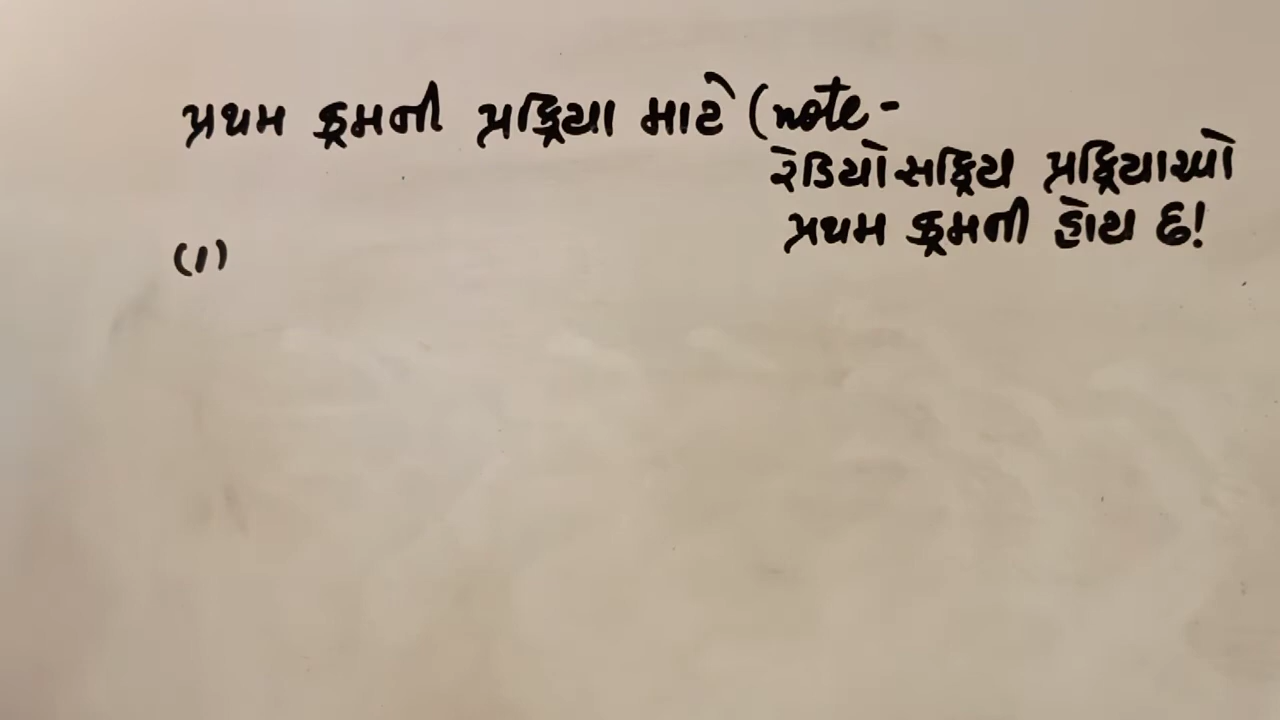 પ્રથમ ક્રમની પ્રક્રિયા માટે (note -
રેડિયોસક્રિય પ્રક્રિયાઓ
પ્રથમ ક્રમની હોય છે!
(1)